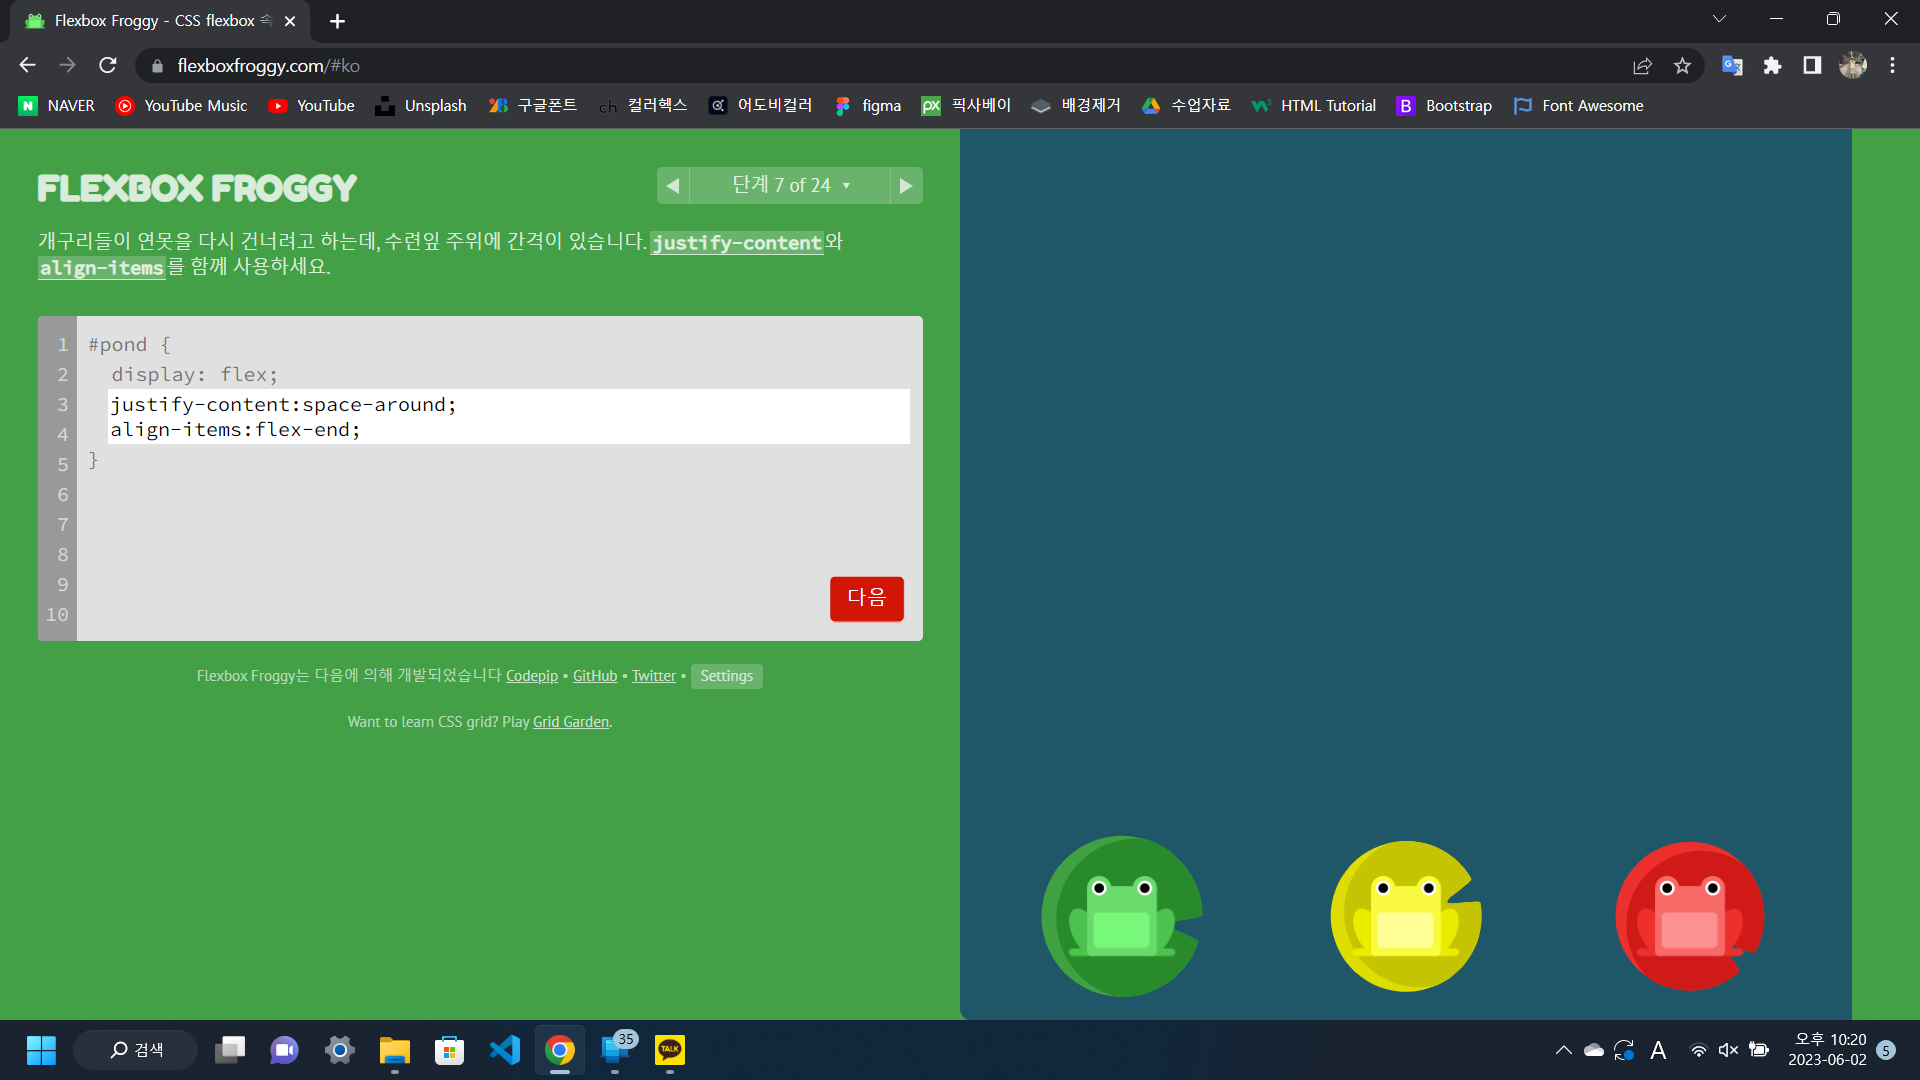 Flexbox Froggy - CSS flexbox 속
flexboxfroggy.com/#ko
NAVER YouTube Music YouTube Unsplash 구글폰트 ch 컬러헥스 어도비컬러 figma px 픽사베이 배경제거 수업자료 HTML Tutorial B Bootstrap Font Awesome
FLEXBOX FROGGY
단계 7 of 24
개구리들이 연못을 다시 건너려고 하는데, 수련잎 주위에 간격이 있습니다. justify-content와
align-items를 함께 사용하세요.
1 #pond {
2 display: flex;
3 justify-content:space-around;
4 align-items:flex-end;
5 }
6
7
8
9
10
다음
Flexbox Froggy는 다음에 의해 개발되었습니다 Codepip • GitHub • Twitter • Settings
Want to learn CSS grid? Play Grid Garden.
검색
35
TALK
A
오후 10:20
2023-06-02
5